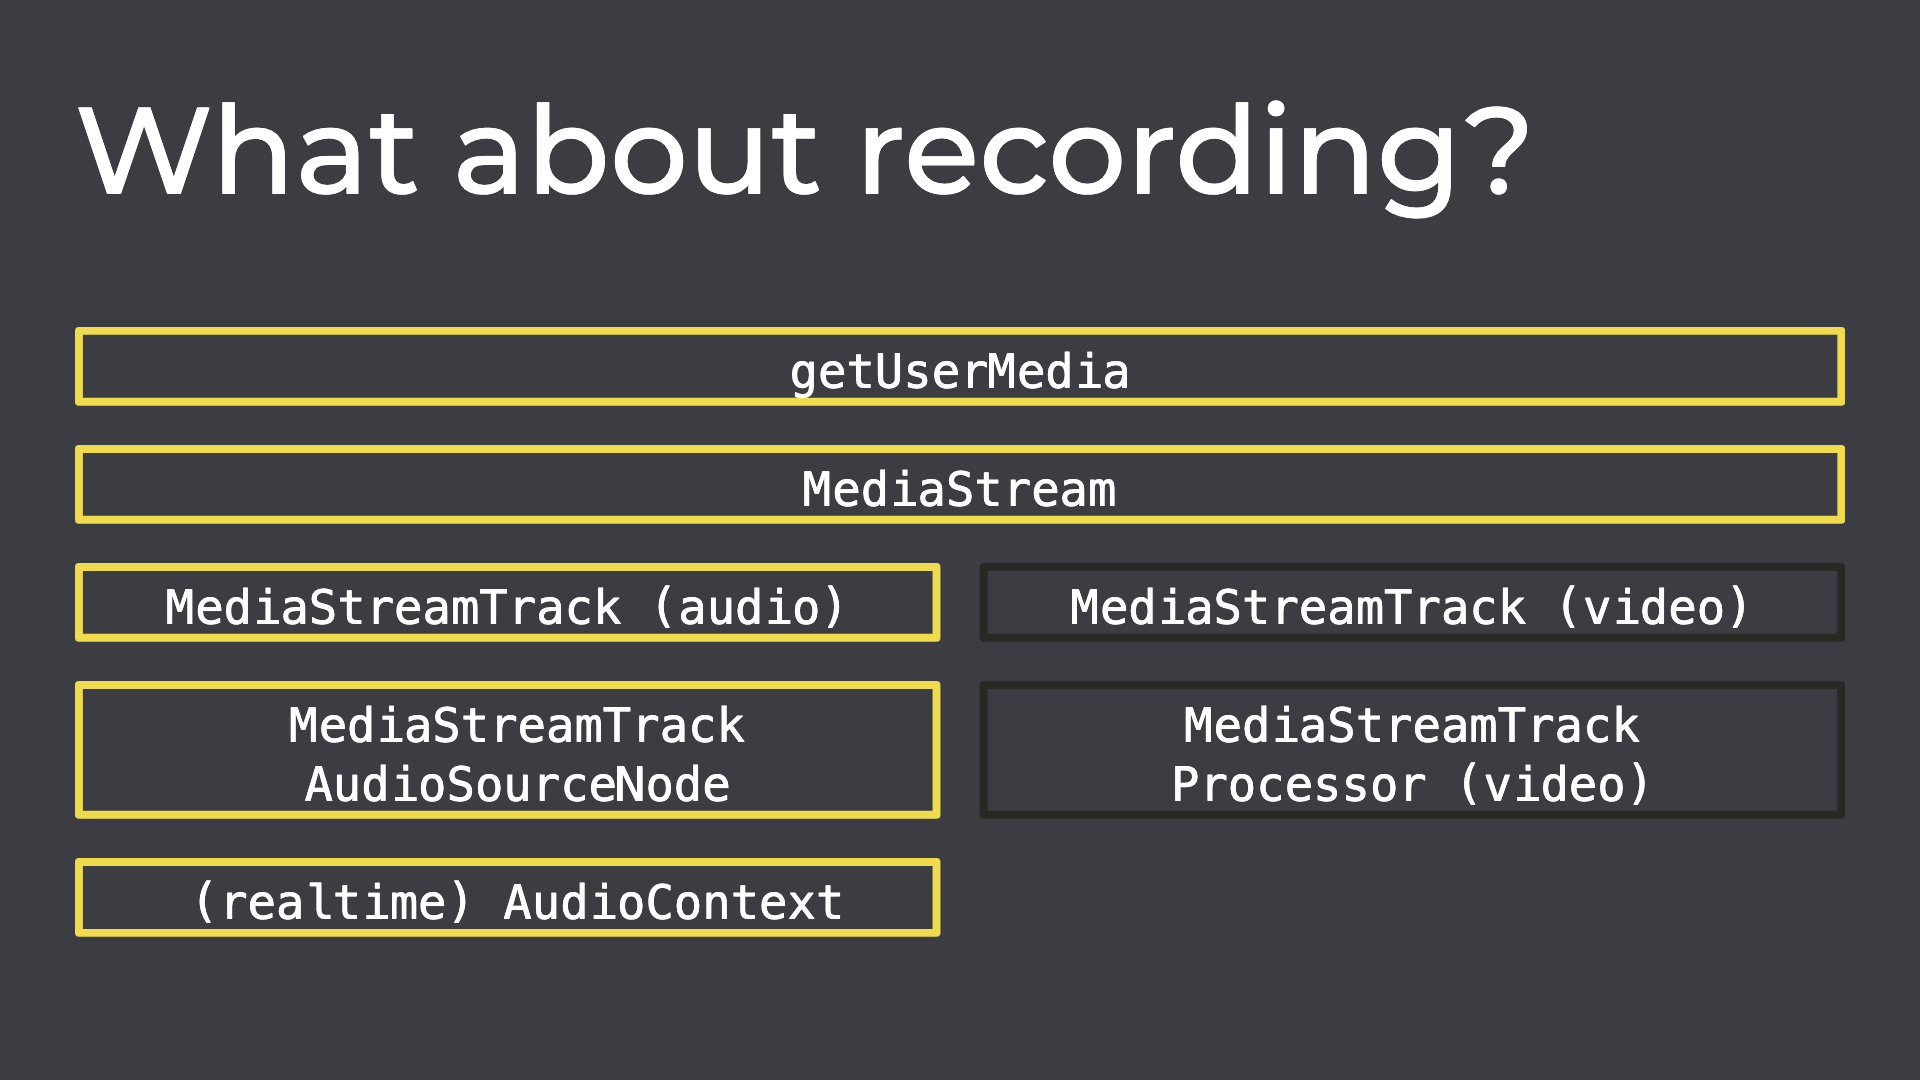 What about recording?
getUserMedia
MediaStream
MediaStreamTrack (audio)
MediaStreamTrack (video)
MediaStreamTrack
AudioSourceNode
MediaStreamTrack
Processor (video)
(realtime) AudioContext